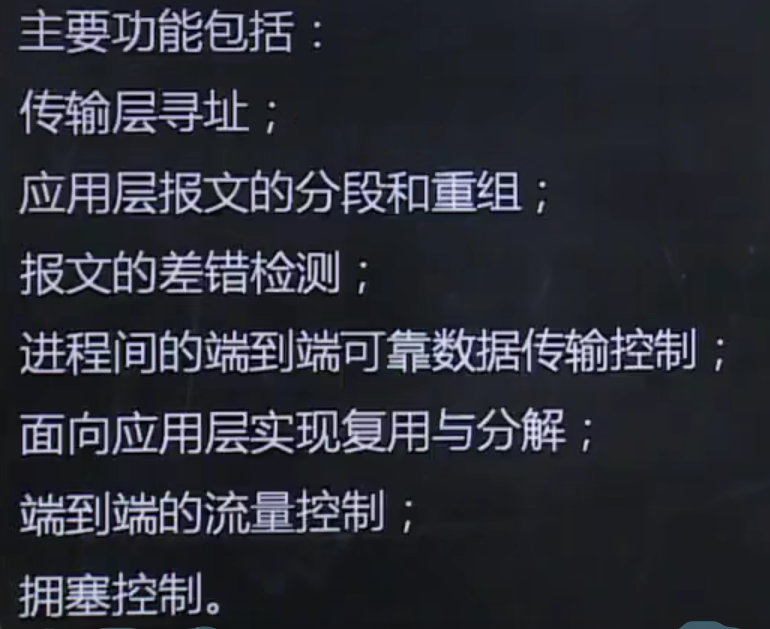 主要功能包括：
传输层寻址；
应用层报文的分段和重组；
报文的差错检测；
进程间的端到端可靠数据传输控制；
面向应用层实现复用与分解；
端到端的流量控制；
拥塞控制。